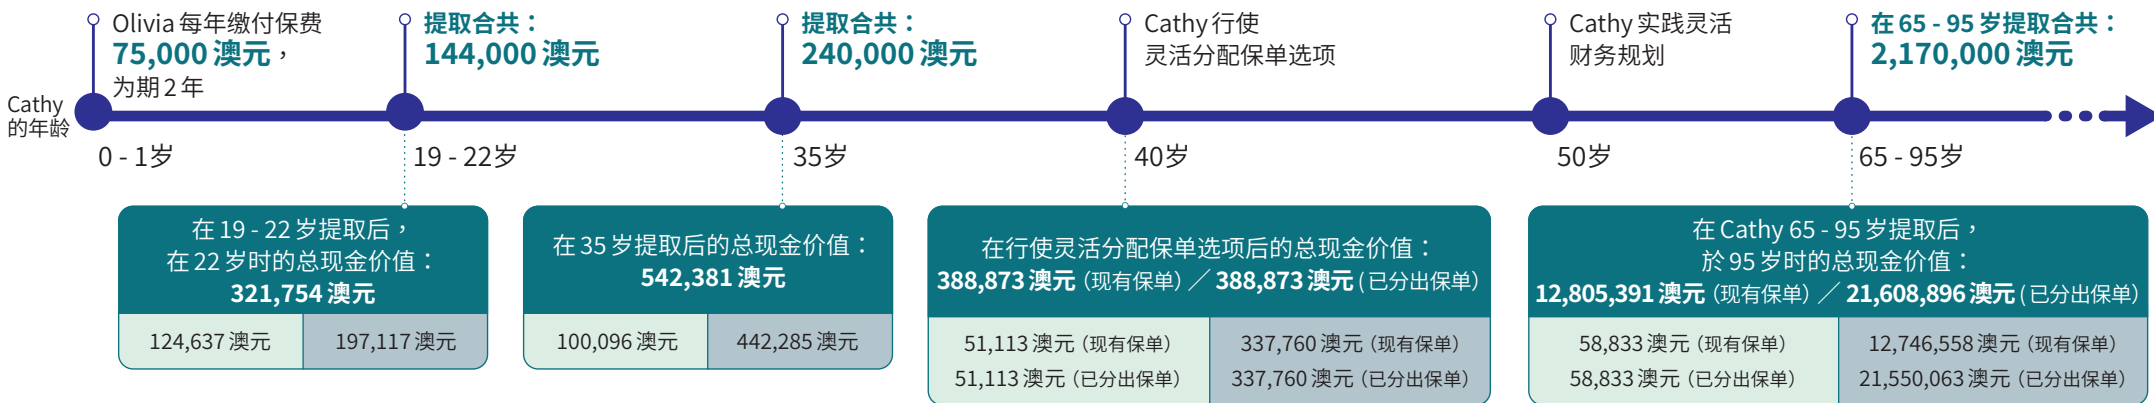 Olivia 每年缴付保费
75,000 澳元，
为期 2 年
提取合共：
144,000 澳元
提取合共：
240,000 澳元
Cathy 行使
灵活分配保单选项
Cathy 实践灵活
财务规划
在 65 - 95 岁提取合共：
2,170,000 澳元
Cathy
的年龄
0 - 1岁
19 - 22岁
35岁
40岁
50岁
65 - 95岁
在 19 - 22 岁提取后，
在 22 岁时的总现金价值：
321,754 澳元
124,637 澳元
197,117 澳元
在 35 岁提取后的总现金价值：
542,381 澳元
100,096 澳元
442,285 澳元
在行使灵活分配保单选项后的总现金价值：
388,873 澳元（现有保单）／ 388,873 澳元 ( 已分出保单）
51,113 澳元（现有保单）
51,113 澳元（已分出保单）
337,760 澳元（现有保单）
337,760 澳元（已分出保单）
在 Cathy 65 - 95 岁提取后，
於 95 岁时的总现金价值：
12,805,391 澳元（现有保单）／ 21,608,896 澳元 ( 已分出保单）
58,833 澳元（现有保单）
58,833 澳元（已分出保单）
12,746,558 澳元（现有保单）
21,550,063 澳元（已分出保单）